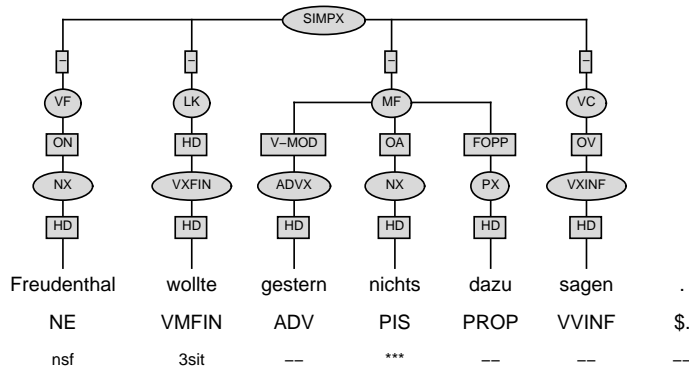 SIMPX
– – – –
VF LK MF VC
ON HD V–MOD OA FOPP OV
NX VXFIN ADVX NX PX VXINF
HD HD HD HD HD HD
Freudenthal wollte gestern nichts dazu sagen .
NE VMFIN ADV PIS PROP VVINF $.
nsf 3sit –– *** –– –– ––